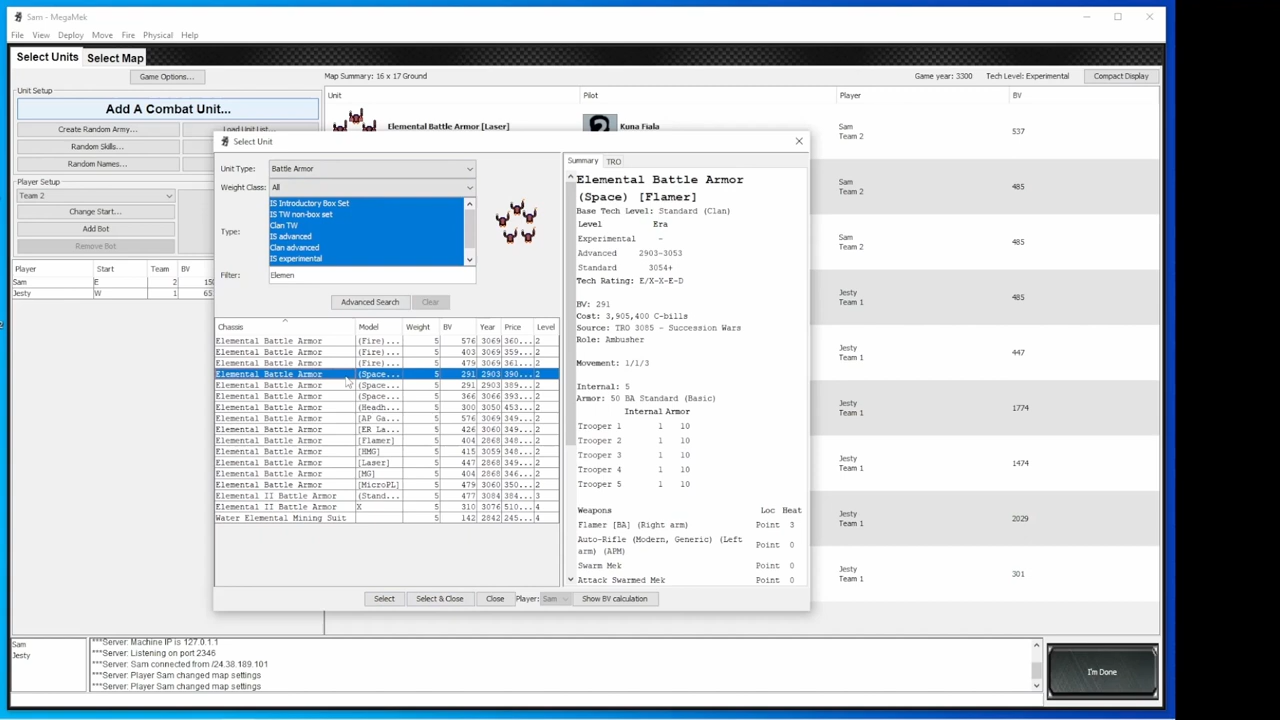 Sam - MegaMek
File View Deploy Move Fire Physical Help
Select Units Select Map
Game Options... Map Summary: 16 x 17 Ground Game year: 3300 Tech Level: Experimental Compact Display
Unit Setup Unit Pilot Player BV
Add A Combat Unit...
Create Random Army... Load Unit List...
Random Skills...
Random Names...
Elemental Battle Armor [Laser] Kuna Fiala Sam
Team 2 537
Sam
Team 2 485
Sam
Team 2 485
Jesty
Team 1 485
Jesty
Team 1 447
Jesty
Team 1 1774
Jesty
Team 1 1474
Jesty
Team 1 2029
Jesty
Team 1 301
Player Setup
Team 2
Change Start...
Add Bot
Remove Bot
Player Start Team BV
Sam E 2
Jesty W 1
Select Unit
Unit Type: Battle Armor
Weight Class: All
Type:
IS Introductory Box Set
IS TW non-box set
Clan TW
IS advanced
Clan advanced
IS experimental
Filter: Elemen
Advanced Search Clear
Chassis Model Weight BV Year Price Level
Elemental Battle Armor (Fire)... 5 576 3069 360... 2
Elemental Battle Armor (Fire)... 5 403 3069 359... 2
Elemental Battle Armor (Fire)... 5 479 3069 361... 2
Elemental Battle Armor (Space... 5 291 2903 390... 2
Elemental Battle Armor (Space... 5 291 2903 389... 2
Elemental Battle Armor (Space... 5 366 3066 393... 2
Elemental Battle Armor (Headh... 5 300 3050 453... 2
Elemental Battle Armor [AP Ga... 5 576 3069 349... 2
Elemental Battle Armor [ER La... 5 426 3060 349... 2
Elemental Battle Armor [Flamer] 5 404 2868 348... 2
Elemental Battle Armor [HMG] 5 415 3059 348... 2
Elemental Battle Armor [Laser] 5 447 2868 349... 2
Elemental Battle Armor [MG] 5 404 2868 346... 2
Elemental Battle Armor [MicroPL] 5 479 3060 350... 2
Elemental II Battle Armor (Stand... 5 477 3084 384... 3
Elemental II Battle Armor X 5 310 3076 510... 4
Water Elemental Mining Suit 5 142 2842 245... 4
Select Select & Close Close Player: Sam Show BV calculation
Summary TRO
Elemental Battle Armor
(Space) [Flamer]
Base Tech Level: Standard (Clan)
Level Era
Experimental -
Advanced 2903-3053
Standard 3054+
Tech Rating: E/X-X-E-D
BV: 291
Cost: 3,905,400 C-bills
Source: TRO 3085 - Succession Wars
Role: Ambusher
Movement: 1/1/3
Internal: 5
Armor: 50 BA Standard (Basic)
Internal Armor
Trooper 1 1 10
Trooper 2 1 10
Trooper 3 1 10
Trooper 4 1 10
Trooper 5 1 10
Weapons Loc Heat
Flamer [BA] (Right arm) Point 3
Auto-Rifle (Modern, Generic) (Left
arm) (APM) Point 0
Swarm Mek Point 0
Attack Swarmed Mek Point 0
Sam
Jesty
***Server: Machine IP is 127.0.1.1
***Server: Listening on port 2346
***Server: Sam connected from /24.38.189.101
***Server: Player Sam changed map settings
***Server: Player Sam changed map settings
I'm Done